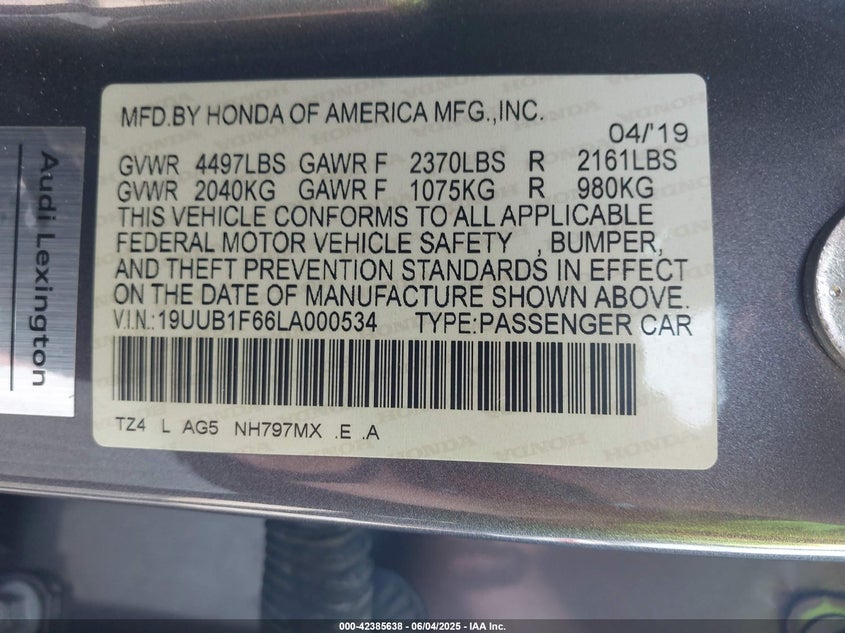 MFD.BY HONDA OF AMERICA MFG.,INC.
04/'19
GVWR 4497LBS GAWR F 2370LBS R 2161LBS
GVWR 2040KG GAWR F 1075KG R 980KG
THIS VEHICLE CONFORMS TO ALL APPLICABLE
FEDERAL MOTOR VEHICLE SAFETY , BUMPER,
AND THEFT PREVENTION STANDARDS IN EFFECT
ON THE DATE OF MANUFACTURE SHOWN ABOVE.
V.I.N.:19UUB1F66LA000534 TYPE:PASSENGER CAR
TZ4 L AG5 NH797MX .E .A
Audi Lexington
000-42385638 - 06/04/2025 - IAA Inc.